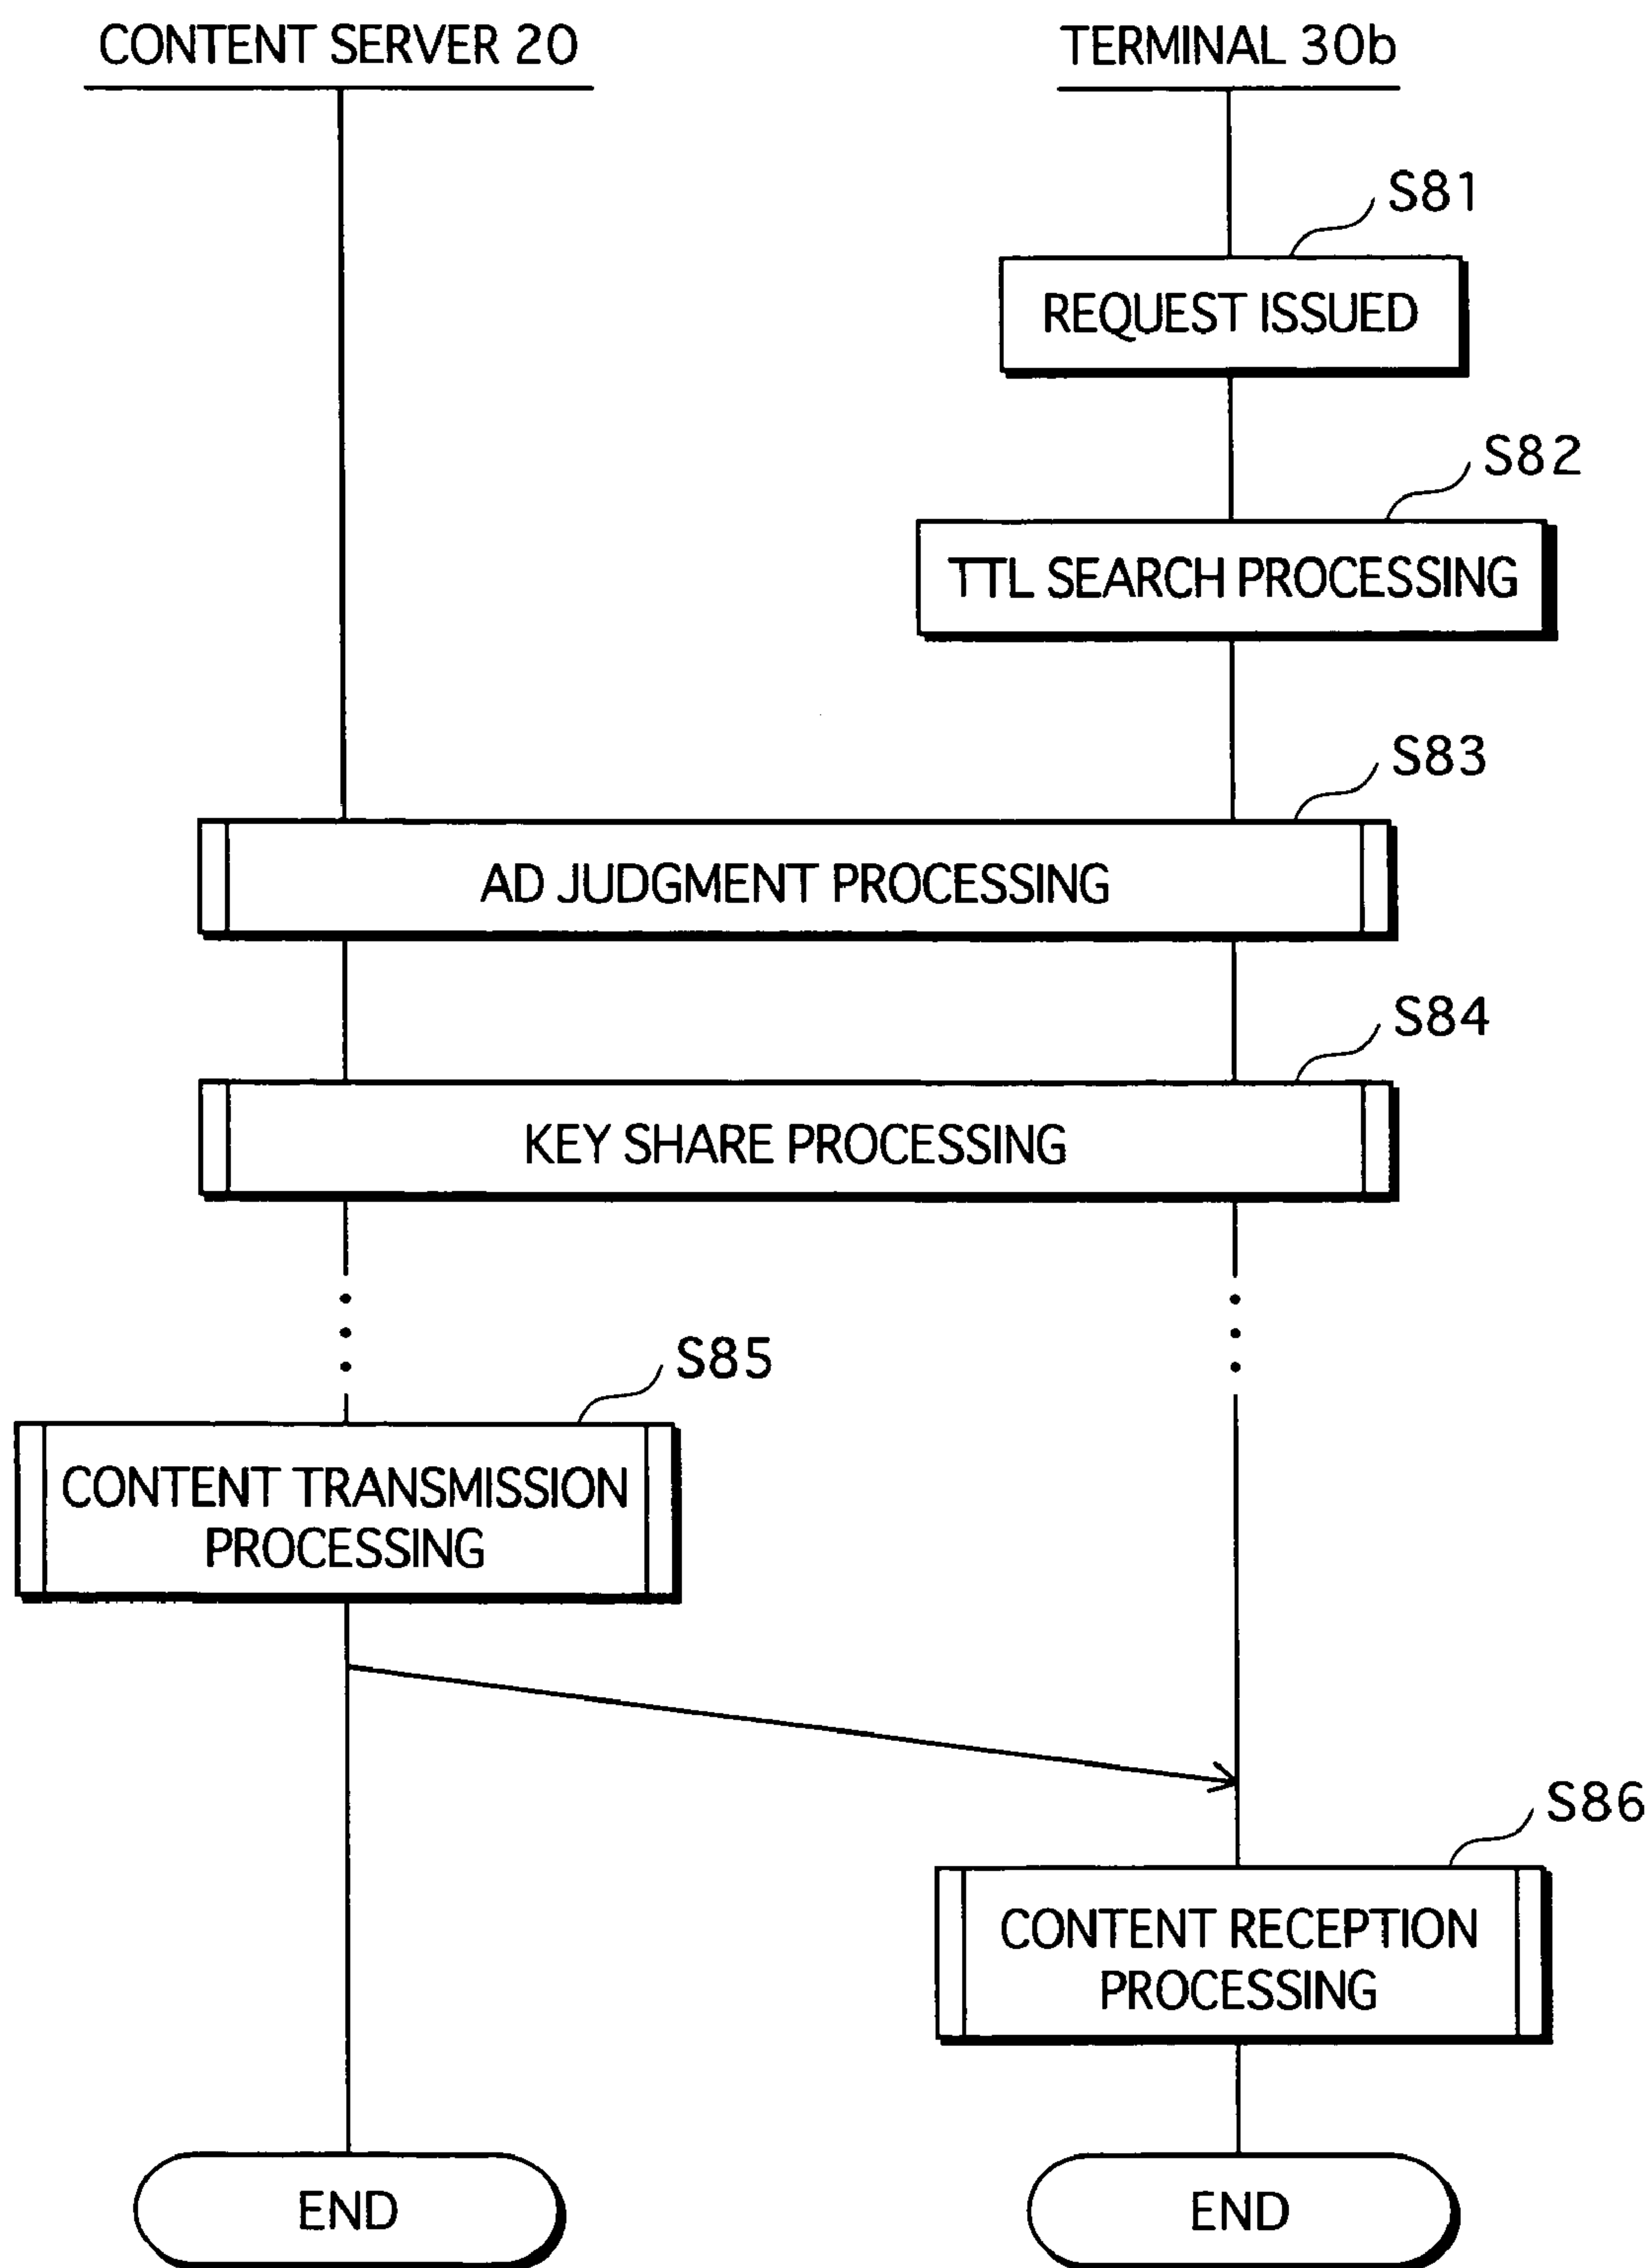 CONTENT SERVER 20
TERMINAL 30b
S81
REQUEST ISSUED
S82
TTL SEARCH PROCESSING
S83
AD JUDGMENT PROCESSING
S84
KEY SHARE PROCESSING
S85
CONTENT TRANSMISSION
PROCESSING
S86
CONTENT RECEPTION
PROCESSING
END
END